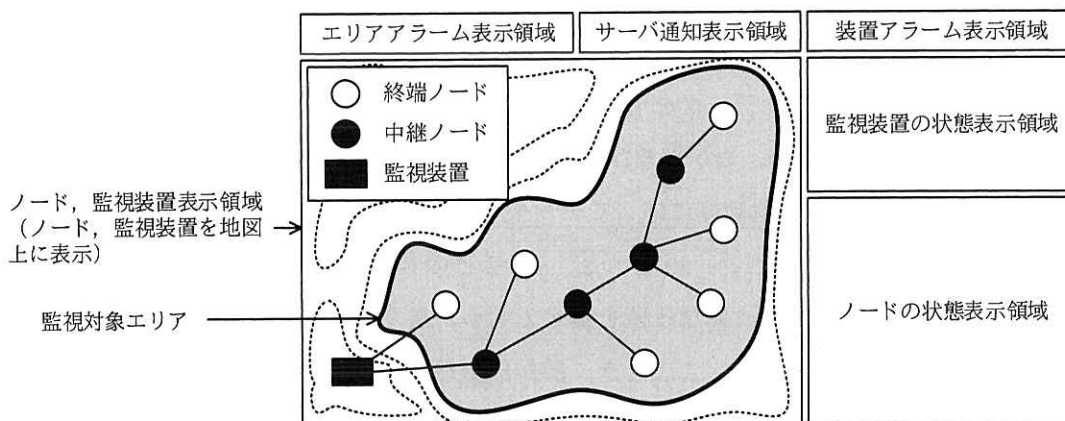 エリアアラーム表示領域
サーバ通知表示領域
装置アラーム表示領域
終端ノード
中継ノード
監視装置
監視装置の状態表示領域
ノード，監視装置表示領域
（ノード，監視装置を地図
上に表示）
監視対象エリア
ノードの状態表示領域